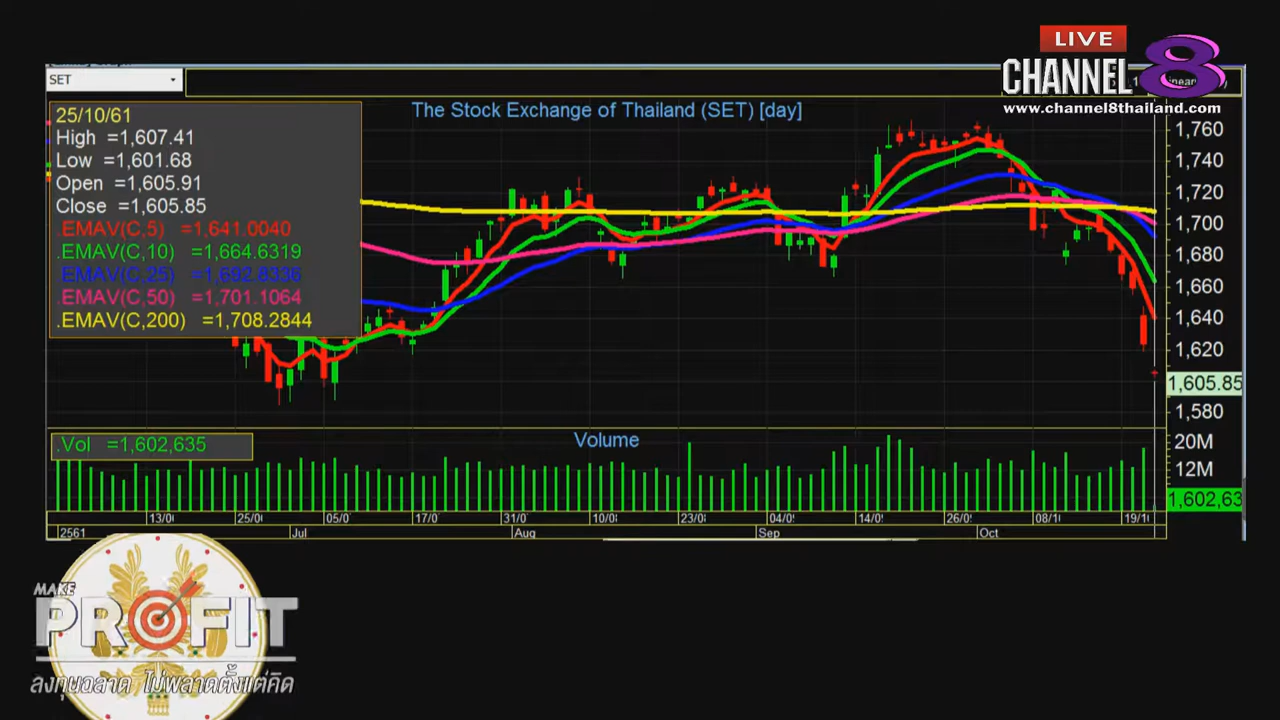 LIVE
CHANNEL 8
www.channel8thailand.com
SET
The Stock Exchange of Thailand (SET) [day]
25/10/61
High =1,607.41
Low =1,601.68
Open =1,605.91
Close =1,605.85
.EMAV(C,5) =1,641.0040
.EMAV(C,10) =1,664.6319
.EMAV(C,25) =1,692.8336
.EMAV(C,50) =1,701.1064
.EMAV(C,200) =1,708.2844
1,760
1,740
1,720
1,700
1,680
1,660
1,640
1,620
1,605.85
1,580
.Vol =1,602,635
Volume
20M
12M
1,602,63
13/0 25/0 05/0 17/0 31/0 10/0 23/0 04/0 14/0 26/0 08/1 19/1
2561 Jul Aug Sep Oct
MAKE
PROFIT
ลงทุนฉลาด ไม่พลาดตั้งแต่คิด